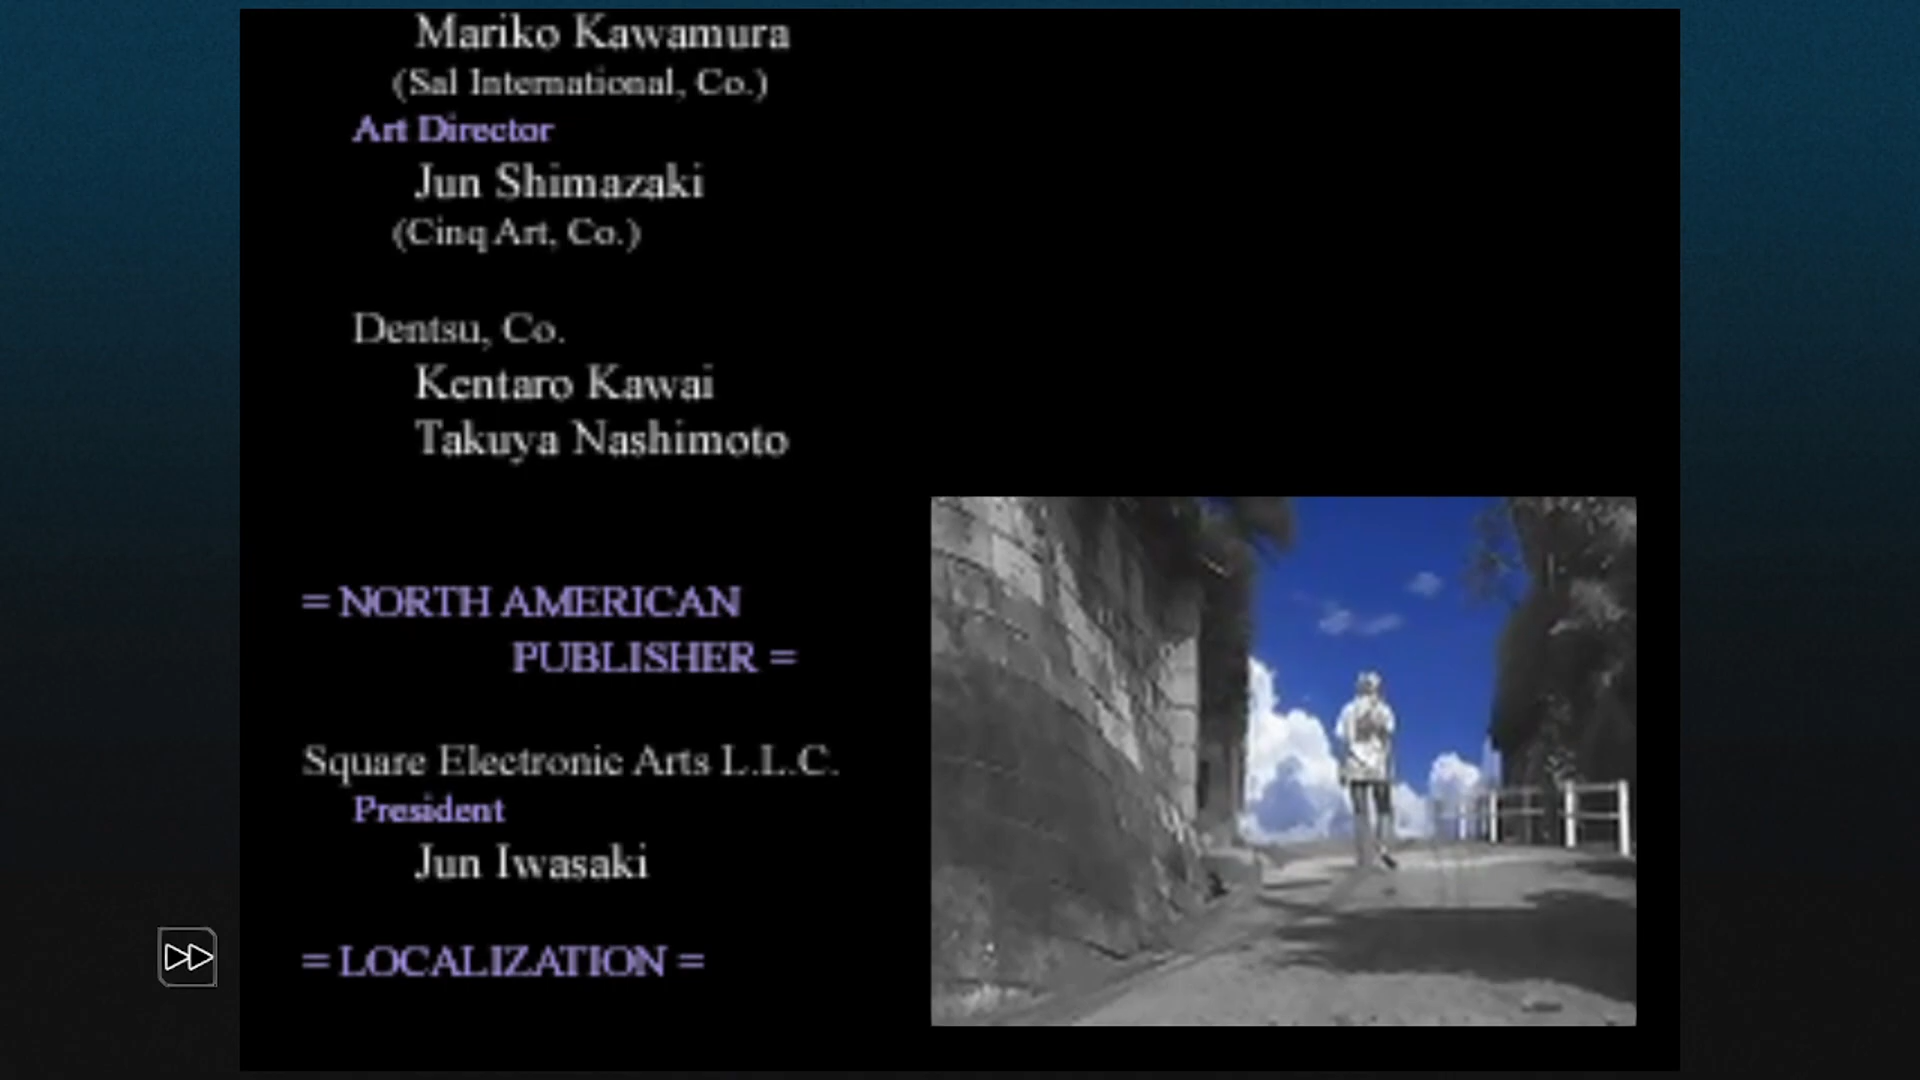 Mariko Kawamura
(Sal International, Co.)
Art Director
Jun Shimazaki
(Cinq Art, Co.)
Dentsu, Co.
Kentaro Kawai
Takuya Nashimoto
= NORTH AMERICAN
PUBLISHER =
Square Electronic Arts L.L.C.
President
Jun Iwasaki
= LOCALIZATION =